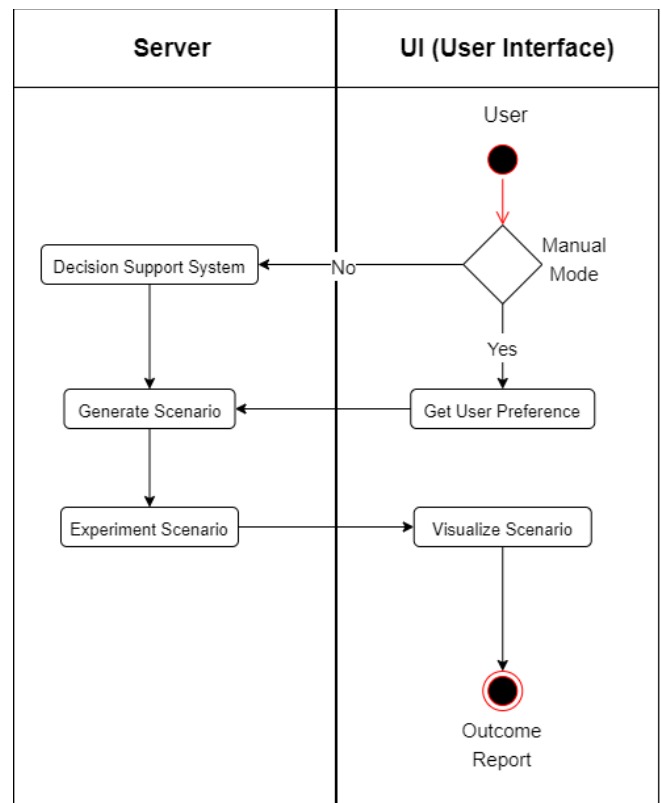 Server
UI (User Interface)
User
Manual
Mode
No
Decision Support System
Yes
Generate Scenario
Get User Preference
Experiment Scenario
Visualize Scenario
Outcome
Report